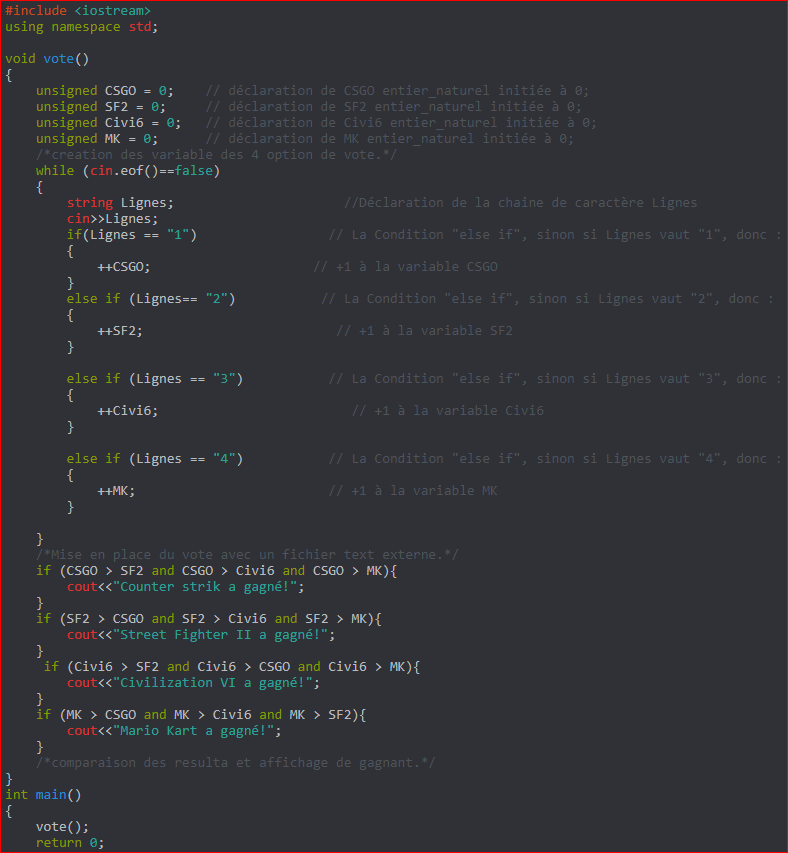 #include <iostream>
using namespace std;
void vote()
{
unsigned CSGO = 0; // déclaration de CSGO entier_naturel initiée à 0;
unsigned SF2 = 0; // déclaration de SF2 entier_naturel initiée à 0;
unsigned Civi6 = 0; // déclaration de Civi6 entier_naturel initiée à 0;
unsigned MK = 0; // déclaration de MK entier_naturel initiée à 0;
/*creation des variable des 4 option de vote.*/
while (cin.eof()==false)
{
string Lignes; //Déclaration de la chaine de caractère Lignes
cin>>Lignes;
if(Lignes == "1") // La Condition "else if", sinon si Lignes vaut "1", donc :
{
++CSGO; // +1 à la variable CSGO
}
else if (Lignes== "2") // La Condition "else if", sinon si Lignes vaut "2", donc :
{
++SF2; // +1 à la variable SF2
}
else if (Lignes == "3") // La Condition "else if", sinon si Lignes vaut "3", donc :
{
++Civi6; // +1 à la variable Civi6
}
else if (Lignes == "4") // La Condition "else if", sinon si Lignes vaut "4", donc :
{
++MK; // +1 à la variable MK
}
}
/*Mise en place du vote avec un fichier text externe.*/
if (CSGO > SF2 and CSGO > Civi6 and CSGO > MK){
cout<<"Counter strik a gagné!";
}
if (SF2 > CSGO and SF2 > Civi6 and SF2 > MK){
cout<<"Street Fighter II a gagné!";
}
if (Civi6 > SF2 and Civi6 > CSGO and Civi6 > MK){
cout<<"Civilization VI a gagné!";
}
if (MK > CSGO and MK > Civi6 and MK > SF2){
cout<<"Mario Kart a gagné!";
}
/*comparaison des resulta et affichage de gagnant.*/
}
int main()
{
vote();
return 0;